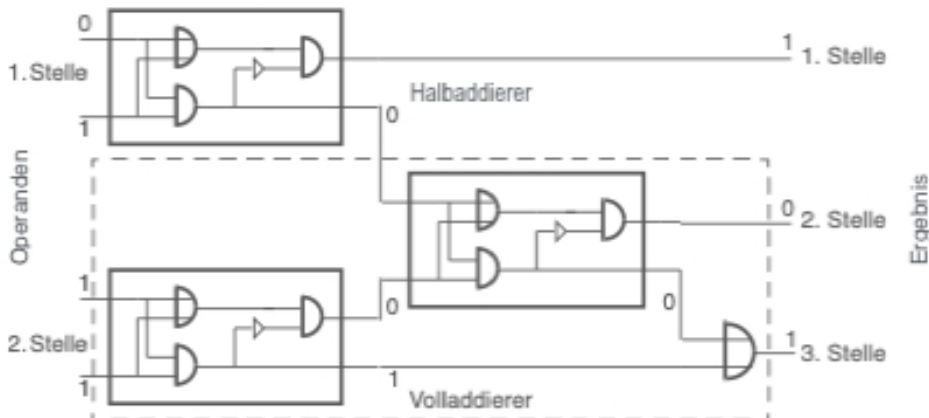 0
1. Stelle
1
Halbaddierer
0
1
1. Stelle
Operanden
1
2. Stelle
1
0
1
Volladdierer
0
0
2. Stelle
1
3. Stelle
Ergebnis